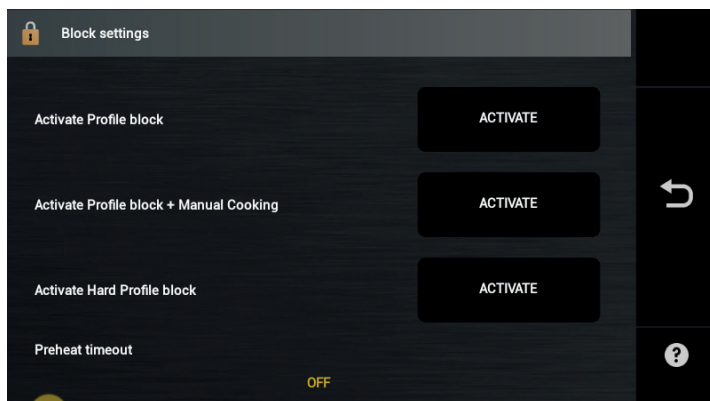 Block settings
Activate Profile block
ACTIVATE
Activate Profile block + Manual Cooking
ACTIVATE
Activate Hard Profile block
ACTIVATE
Preheat timeout
OFF
?